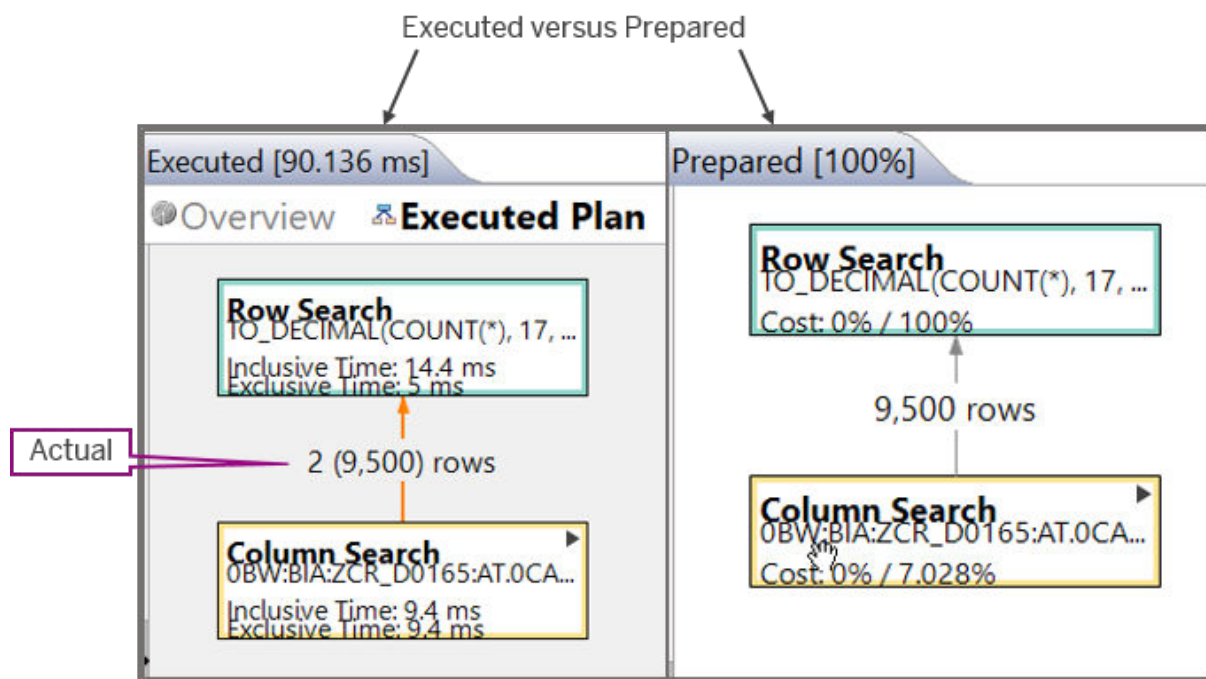 Executed versus Prepared
Executed [90.136 ms]
Overview Executed Plan
Row Search
TO_DECIMAL(COUNT(*), 17, ...
Inclusive Time: 14.4 ms
Exclusive Time: 5 ms
Actual
2 (9,500) rows
Column Search
0BW:BIA:ZCR_D0165:AT.0CA...
Inclusive Time: 9.4 ms
Exclusive Time: 9.4 ms
Prepared [100%]
Row Search
TO_DECIMAL(COUNT(*), 17, ...
Cost: 0% / 100%
9,500 rows
Column Search
0BW:BIA:ZCR_D0165:AT.0CA...
Cost: 0% / 7.028%